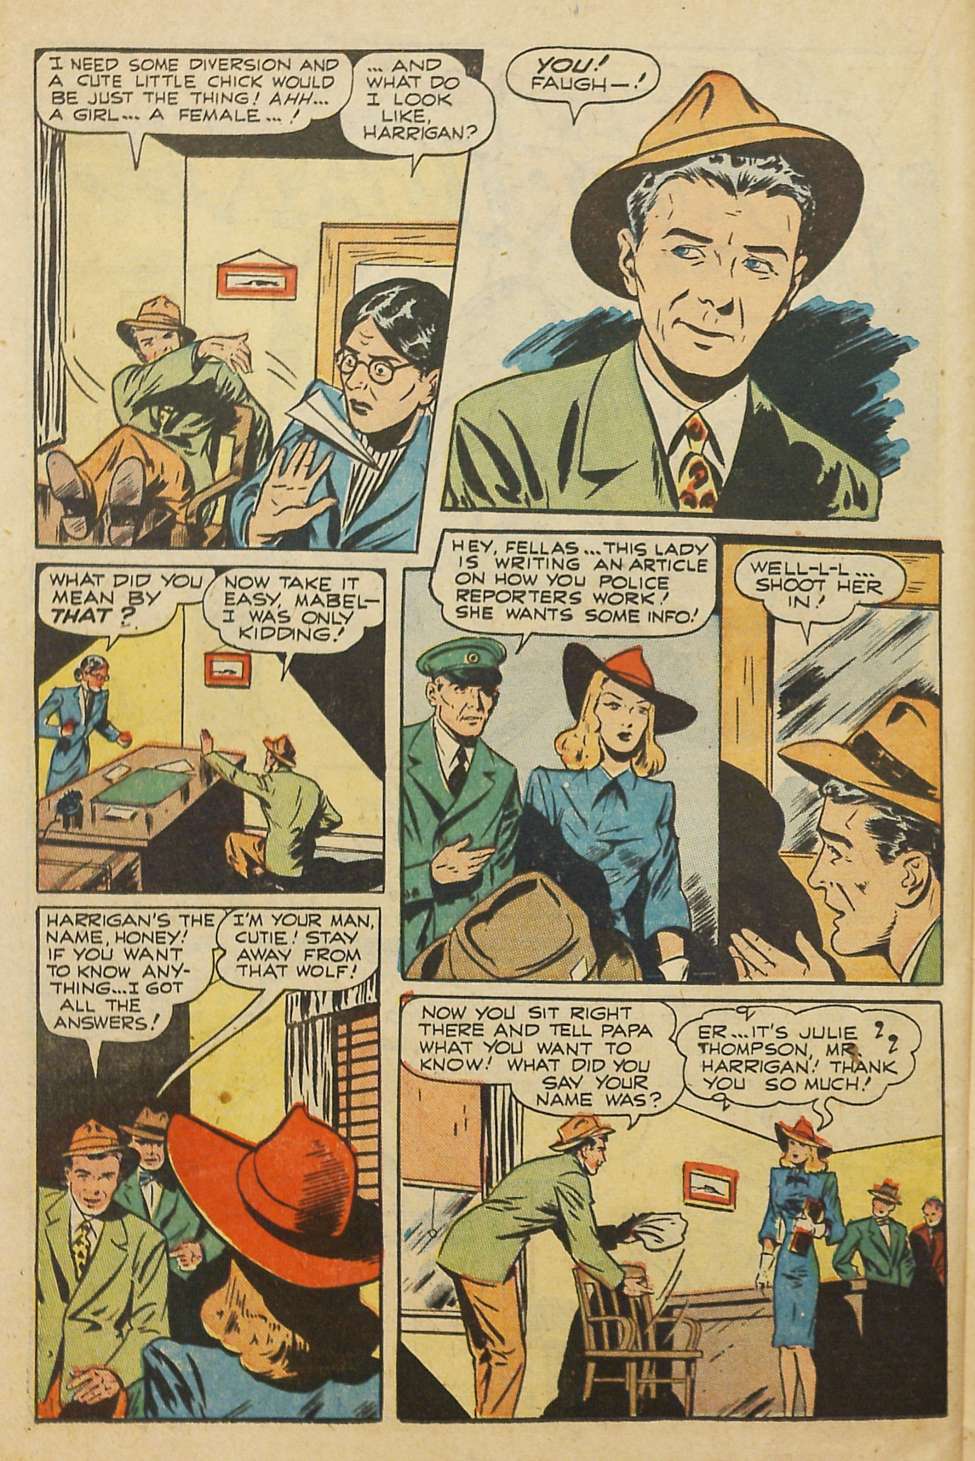 I NEED SOME DIVERSION AND
A CUTE LITTLE CHICK WOULD
BE JUST THE THING! AHH...
A GIRL... A FEMALE...!
... AND
WHAT DO
I LOOK
LIKE,
HARRIGAN?
YOU!
FAUGH—!
WHAT DID YOU
MEAN BY
THAT?
NOW TAKE IT
EASY, MABEL—
I WAS ONLY
KIDDING!
HEY, FELLAS... THIS LADY
IS WRITING AN ARTICLE
ON HOW YOU POLICE
REPORTERS WORK!
SHE WANTS SOME INFO!
WELL-L-L...
SHOOT HER
IN!
HARRIGAN'S THE
NAME, HONEY!
IF YOU WANT
TO KNOW ANY-
THING... I GOT
ALL THE
ANSWERS!
I'M YOUR MAN,
CUTIE! STAY
AWAY FROM
THAT WOLF!
NOW YOU SIT RIGHT
THERE AND TELL PAPA
WHAT YOU WANT TO
KNOW! WHAT DID YOU
SAY YOUR
NAME WAS?
ER... IT'S JULIE
THOMPSON, MR.
HARRIGAN! THANK
YOU SO MUCH!